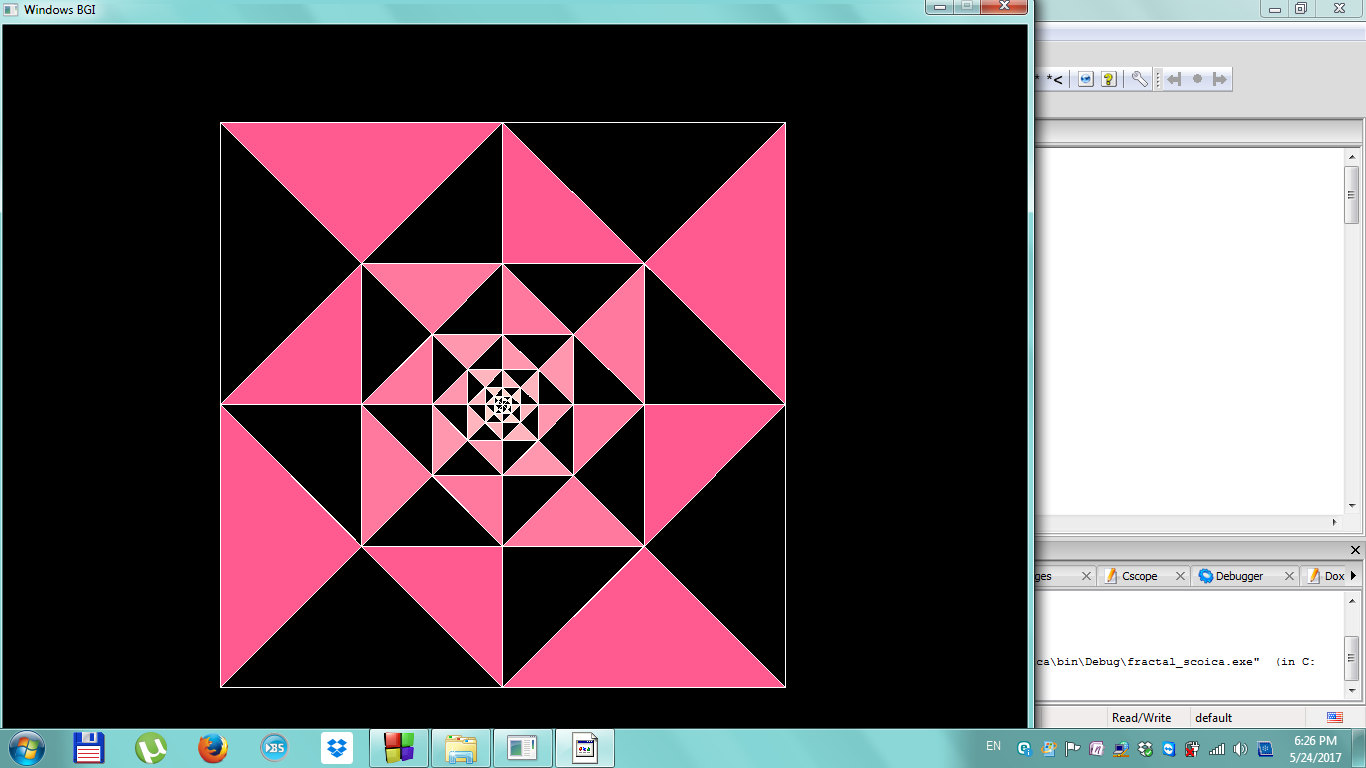 Windows BGI
*<
ges
Cscope
Debugger
Dox
ca\bin\Debug\fractal_scoica.exe" (in C:
Read/Write default
EN
6:26 PM
5/24/2017